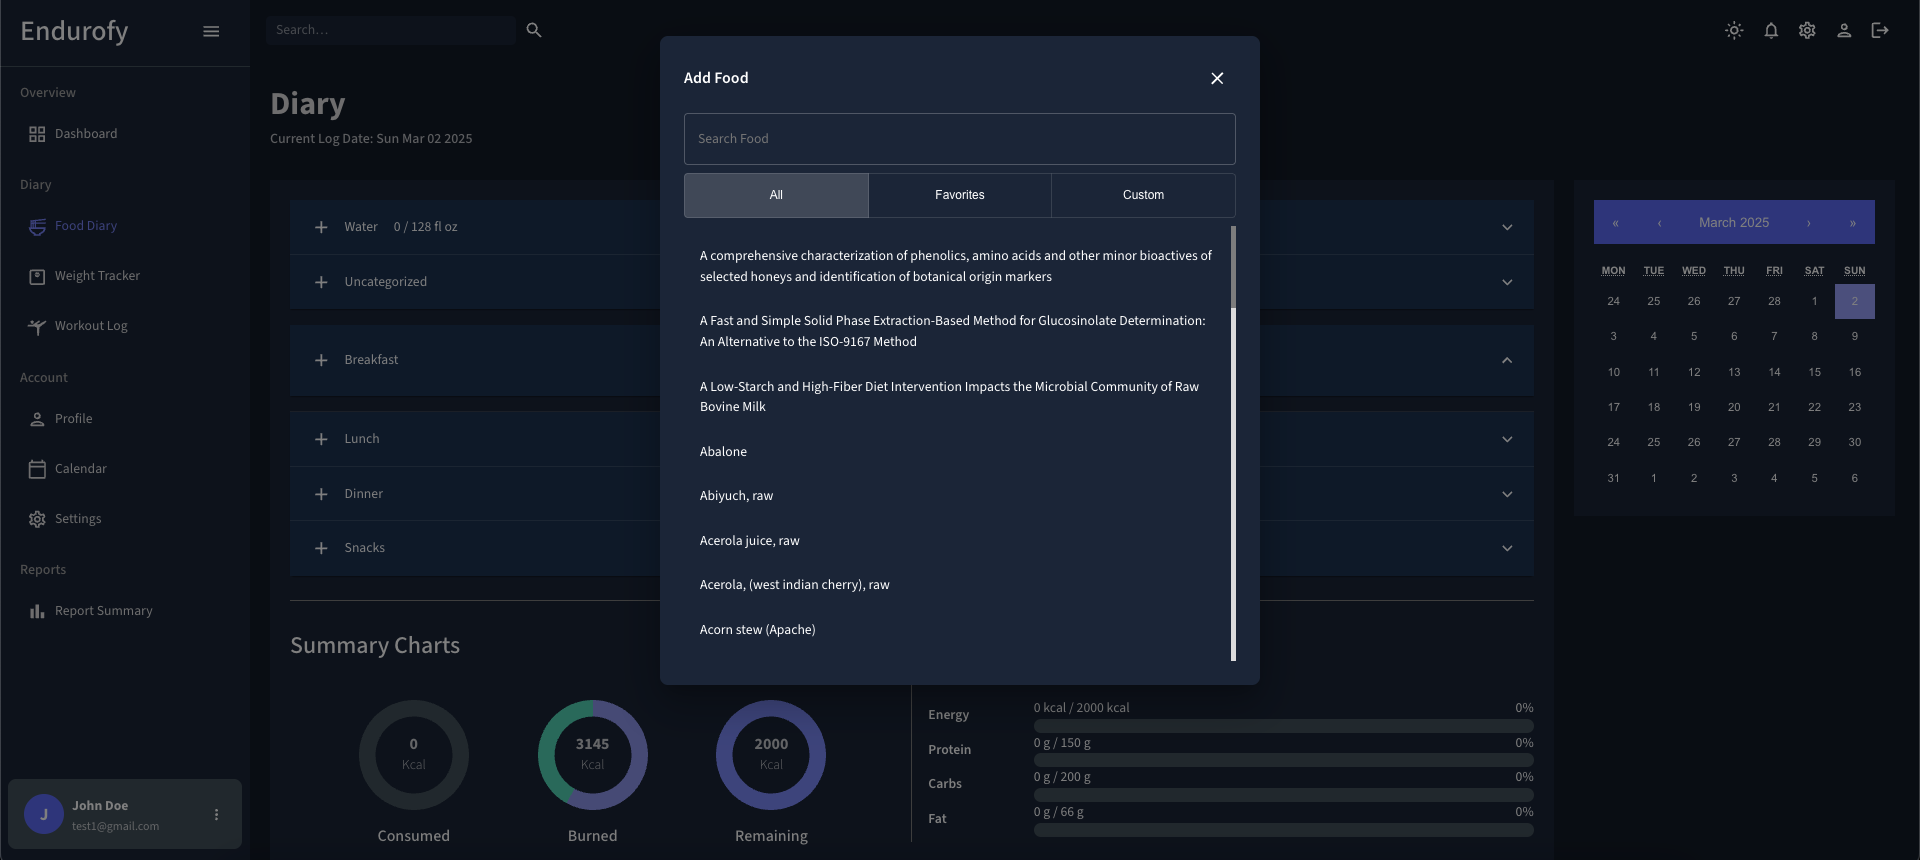 Endurofy
Overview
Dashboard
Diary
Food Diary
Weight Tracker
Workout Log
Account
Profile
Calendar
Settings
Reports
Report Summary
J
John Doe
test1@gmail.com
Search...
Diary
Current Log Date: Sun Mar 02 2025
Water 0 / 128 fl oz
Uncategorized
Breakfast
Lunch
Dinner
Snacks
Summary Charts
0
Kcal
Consumed
3145
Kcal
Burned
2000
Kcal
Remaining
Energy 0 kcal / 2000 kcal 0%
Protein 0 g / 150 g 0%
Carbs 0 g / 200 g 0%
Fat 0 g / 66 g 0%
Add Food
Search Food
All Favorites Custom
A comprehensive characterization of phenolics, amino acids and other minor bioactives of
selected honeys and identification of botanical origin markers
A Fast and Simple Solid Phase Extraction-Based Method for Glucosinolate Determination:
An Alternative to the ISO-9167 Method
A Low-Starch and High-Fiber Diet Intervention Impacts the Microbial Community of Raw
Bovine Milk
Abalone
Abiyuch, raw
Acerola juice, raw
Acerola, (west indian cherry), raw
Acorn stew (Apache)
« ‹ March 2025 › »
MON TUE WED THU FRI SAT SUN
24 25 26 27 28 1 2
3 4 5 6 7 8 9
10 11 12 13 14 15 16
17 18 19 20 21 22 23
24 25 26 27 28 29 30
31 1 2 3 4 5 6